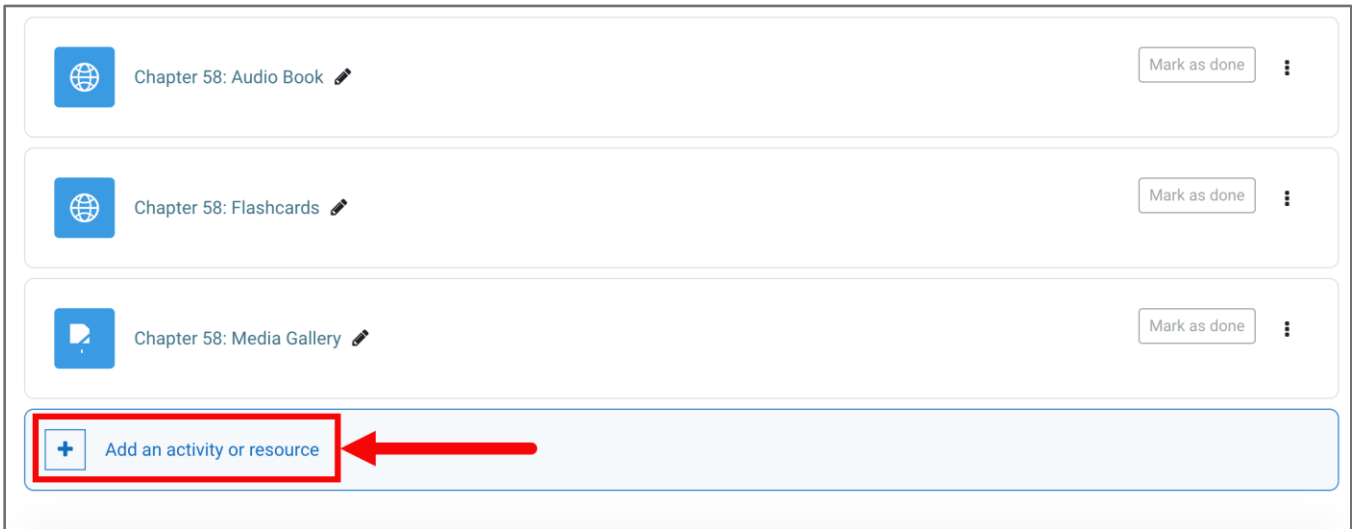 Chapter 58: Audio Book
Mark as done
Chapter 58: Flashcards
Mark as done
Chapter 58: Media Gallery
Mark as done
Add an activity or resource